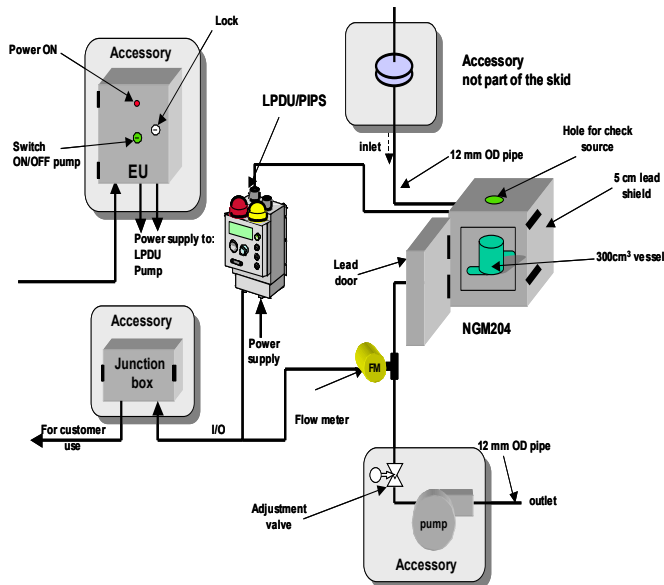 Lock
Accessory
Power ON
Switch
ON/OFF pump
EU
Power supply to:
LPDU
Pump
LPDU/PIPS
Accessory
not part of the skid
inlet
12 mm OD pipe
Hole for check
source
5 cm lead
shield
300cm³ vessel
Lead
door
NGM204
Power
supply
Accessory
Junction
box
For customer
use
I/O
FM
Flow meter
12 mm OD pipe
outlet
Adjustment
valve
pump
Accessory